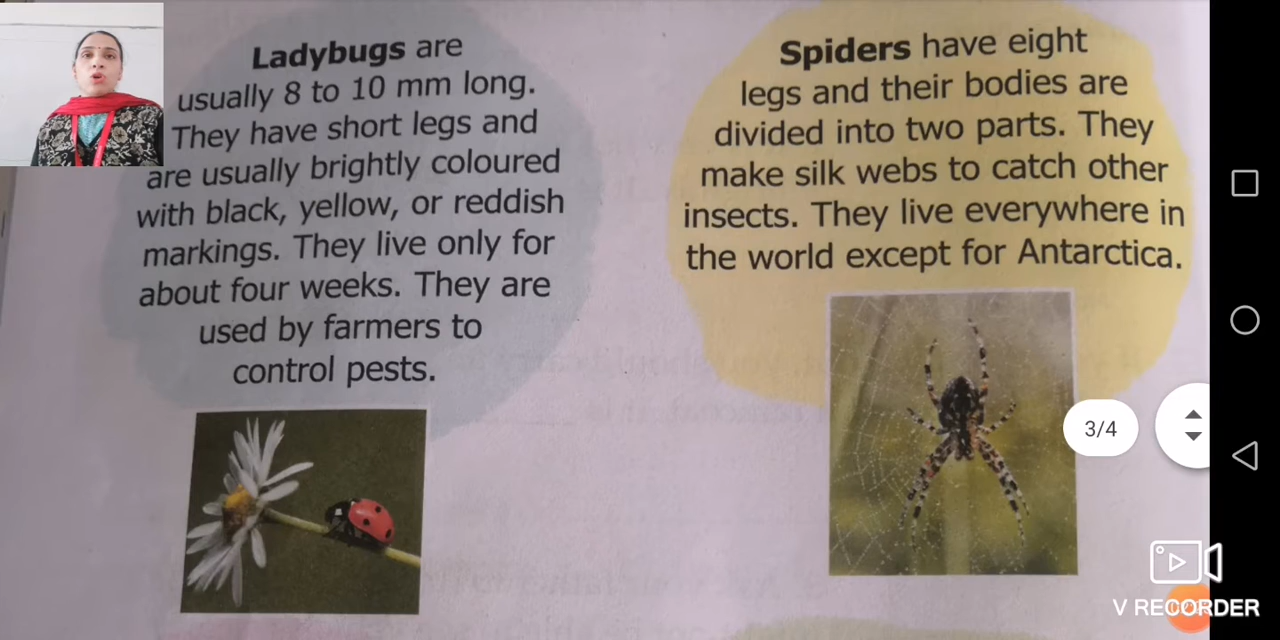 Ladybugs are
usually 8 to 10 mm long.
They have short legs and
are usually brightly coloured
with black, yellow, or reddish
markings. They live only for
about four weeks. They are
used by farmers to
control pests.
Spiders have eight
legs and their bodies are
divided into two parts. They
make silk webs to catch other
insects. They live everywhere in
the world except for Antarctica.
3/4
V RECORDER